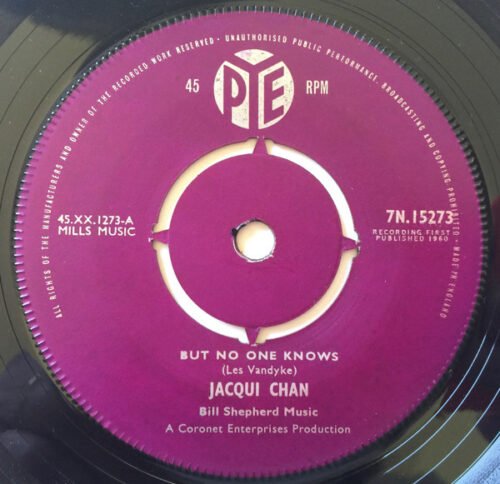 ALL RIGHTS OF THE MANUFACTURERS AND OWNER OF THE RECORDED WORK RESERVED · UNAUTHORISED PUBLIC PERFORMANCE, BROADCASTING AND COPYING PROHIBITED · MADE IN ENGLAND
PYE
45 RPM
45.XX.1273-A
MILLS MUSIC
7N.15273
RECORDING FIRST
PUBLISHED 1960
BUT NO ONE KNOWS
(Les Vandyke)
JACQUI CHAN
Bill Shepherd Music
A Coronet Enterprises Production